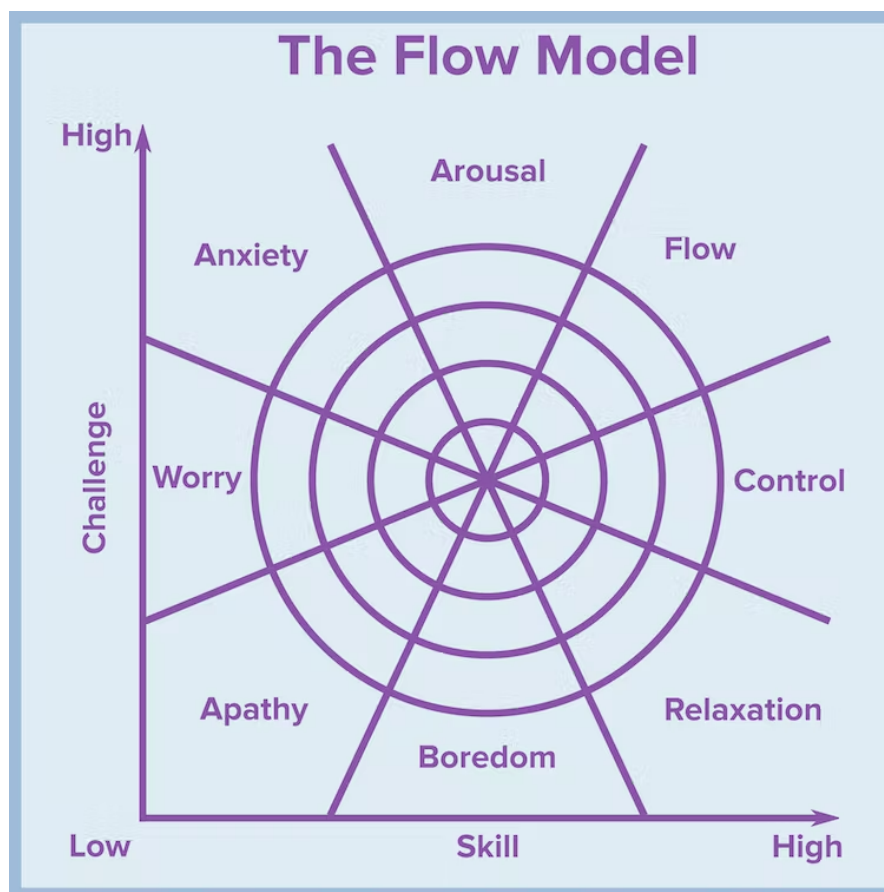 The Flow Model
High
Arousal
Anxiety
Flow
Challenge
Worry
Control
Apathy
Relaxation
Boredom
Low
Skill
High